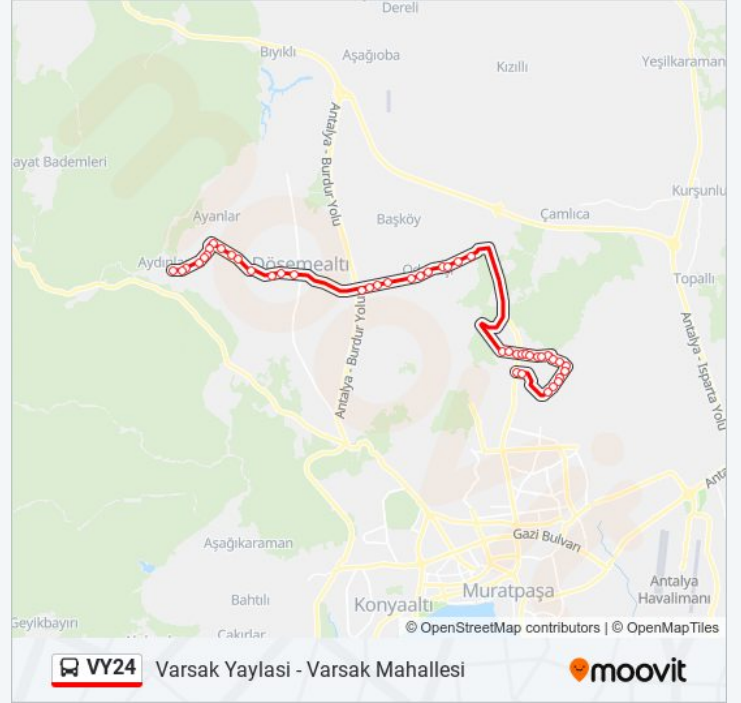 Dereli
Bıyıklı
Aşağıoba
Kızıllı
Yeşilkaraman
Antalya - Burdur Yolu
ayat Bademleri
Kurşunlu
Ayanlar
Başköy
Çamlıca
Döşemealtı
Topallı
Antalya - Burdur Yolu
Antalya - Isparta Yolu
Anta
Gazi Bulvarı
Aşağıkaraman
Muratpaşa
Antalya
Havalimanı
Bahtılı
Konyaaltı
Geyikbayırı
Çakırlar
© OpenStreetMap contributors | © OpenMapTiles
VY24
Varsak Yaylasi - Varsak Mahallesi
moovit